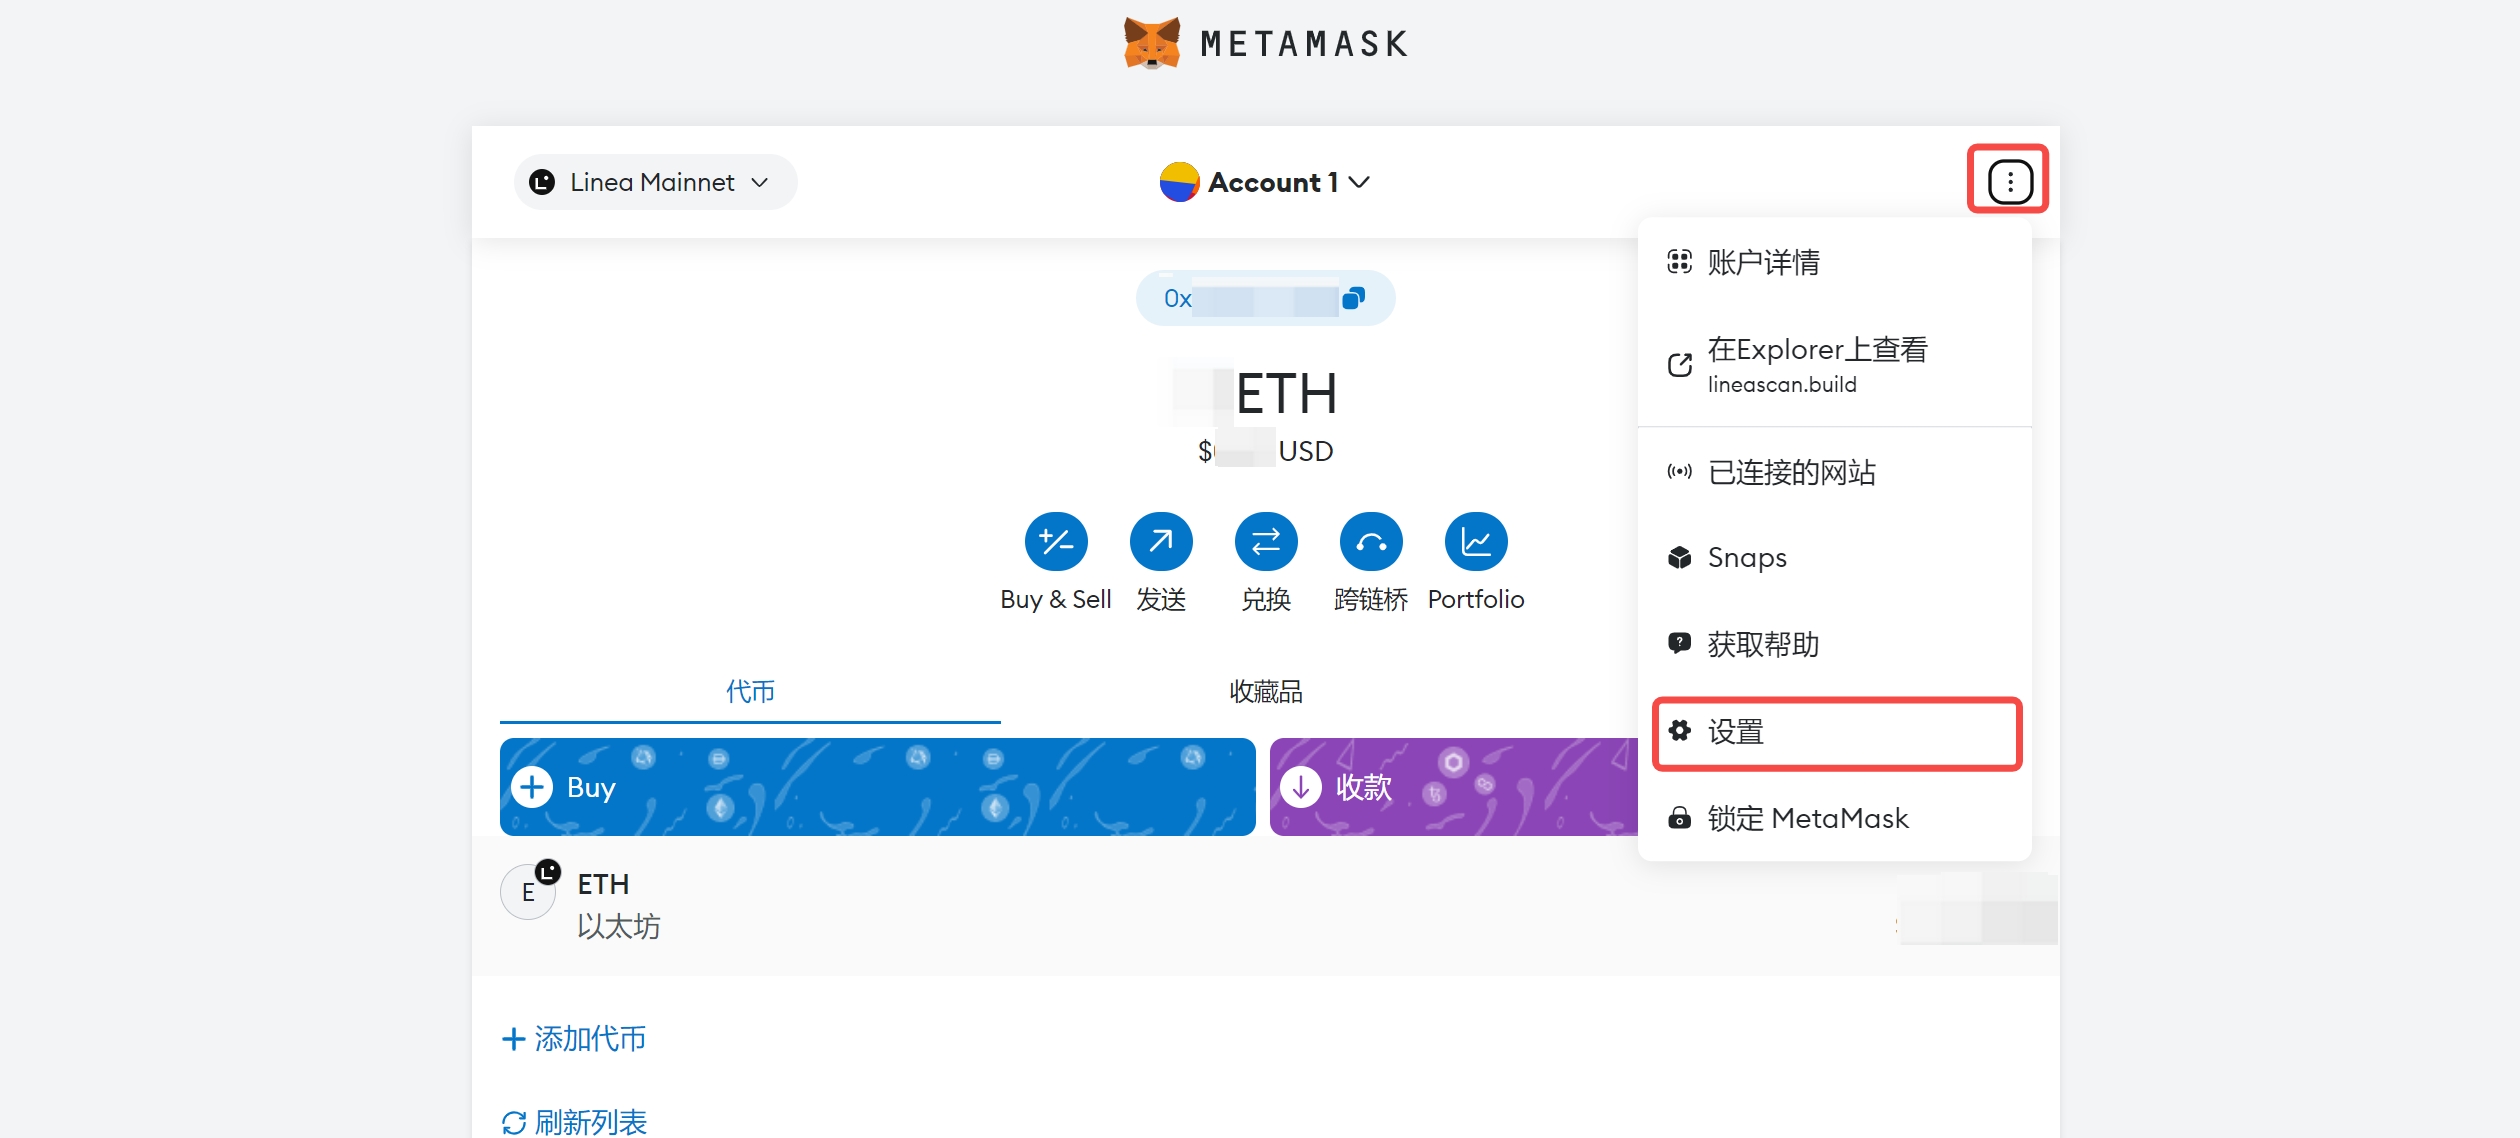 METAMASK
Linea Mainnet
Account 1
0x
ETH
$ USD
Buy & Sell
发送
兑换
跨链桥
Portfolio
代币
收藏品
Buy
收款
E
ETH
以太坊
添加代币
刷新列表
账户详情
在Explorer上查看
lineascan.build
已连接的网站
Snaps
获取帮助
设置
锁定 MetaMask